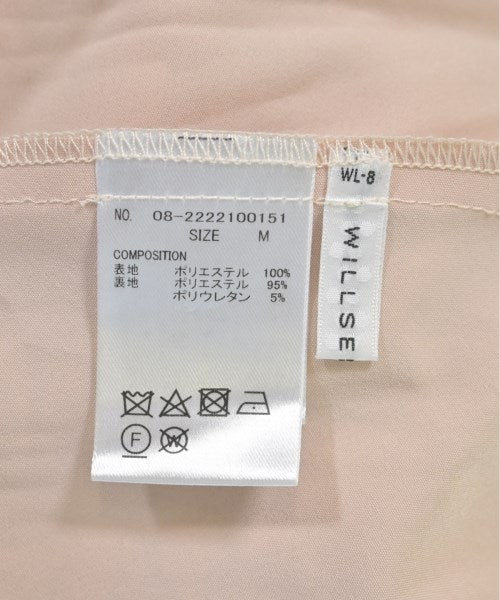 NO. 08-2222100151
SIZE M
COMPOSITION
表地 ポリエステル 100%
裏地 ポリエステル 95%
ポリウレタン 5%
F
W
WL-8
WILLSE